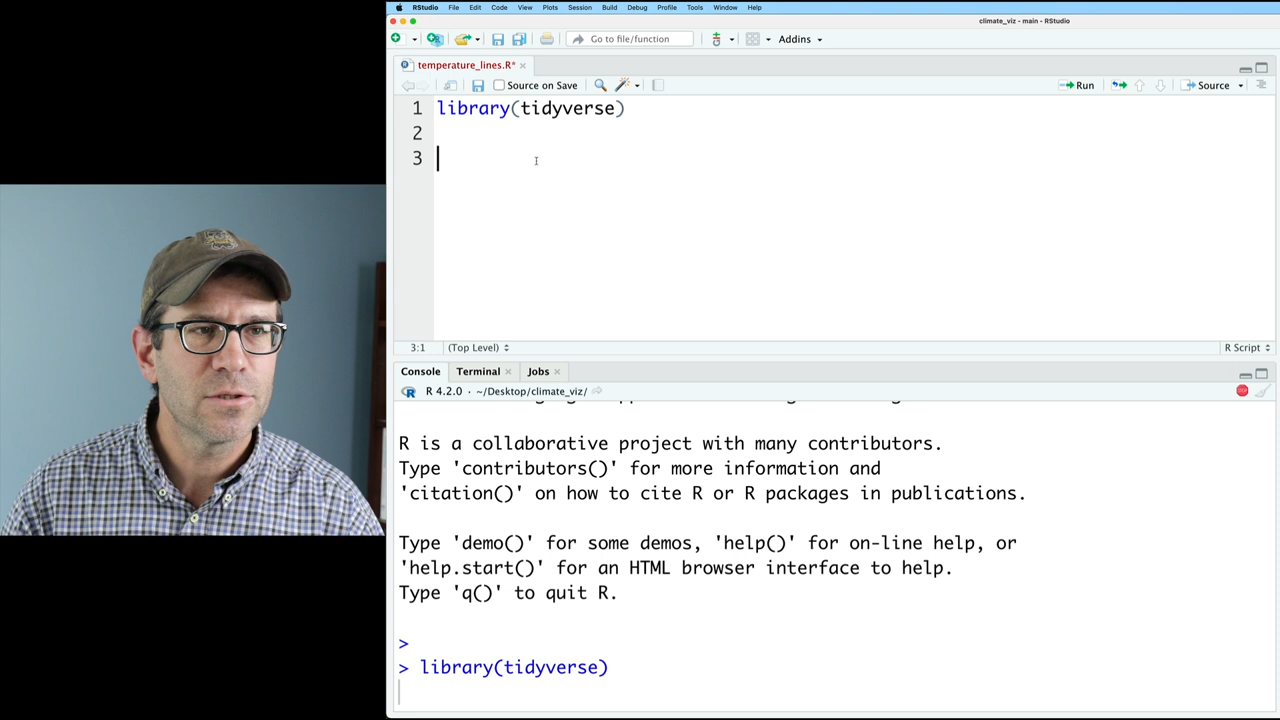 RStudio File Edit Code View Plots Session Build Debug Profile Tools Window Help
climate_viz - main - RStudio
Go to file/function Addins
temperature_lines.R*
Source on Save Run Source
1 library(tidyverse)
2
3
3:1 (Top Level) R Script
Console Terminal Jobs
R 4.2.0 · ~/Desktop/climate_viz/
R is a collaborative project with many contributors.
Type 'contributors()' for more information and
'citation()' on how to cite R or R packages in publications.
Type 'demo()' for some demos, 'help()' for on-line help, or
'help.start()' for an HTML browser interface to help.
Type 'q()' to quit R.
>
> library(tidyverse)